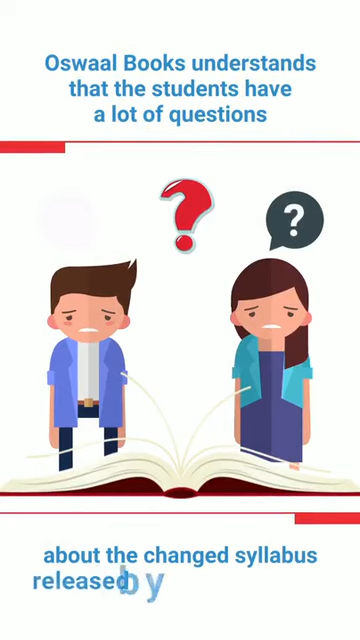 Oswaal Books understands
that the students have
a lot of questions
?
?
about the changed syllabus
released by